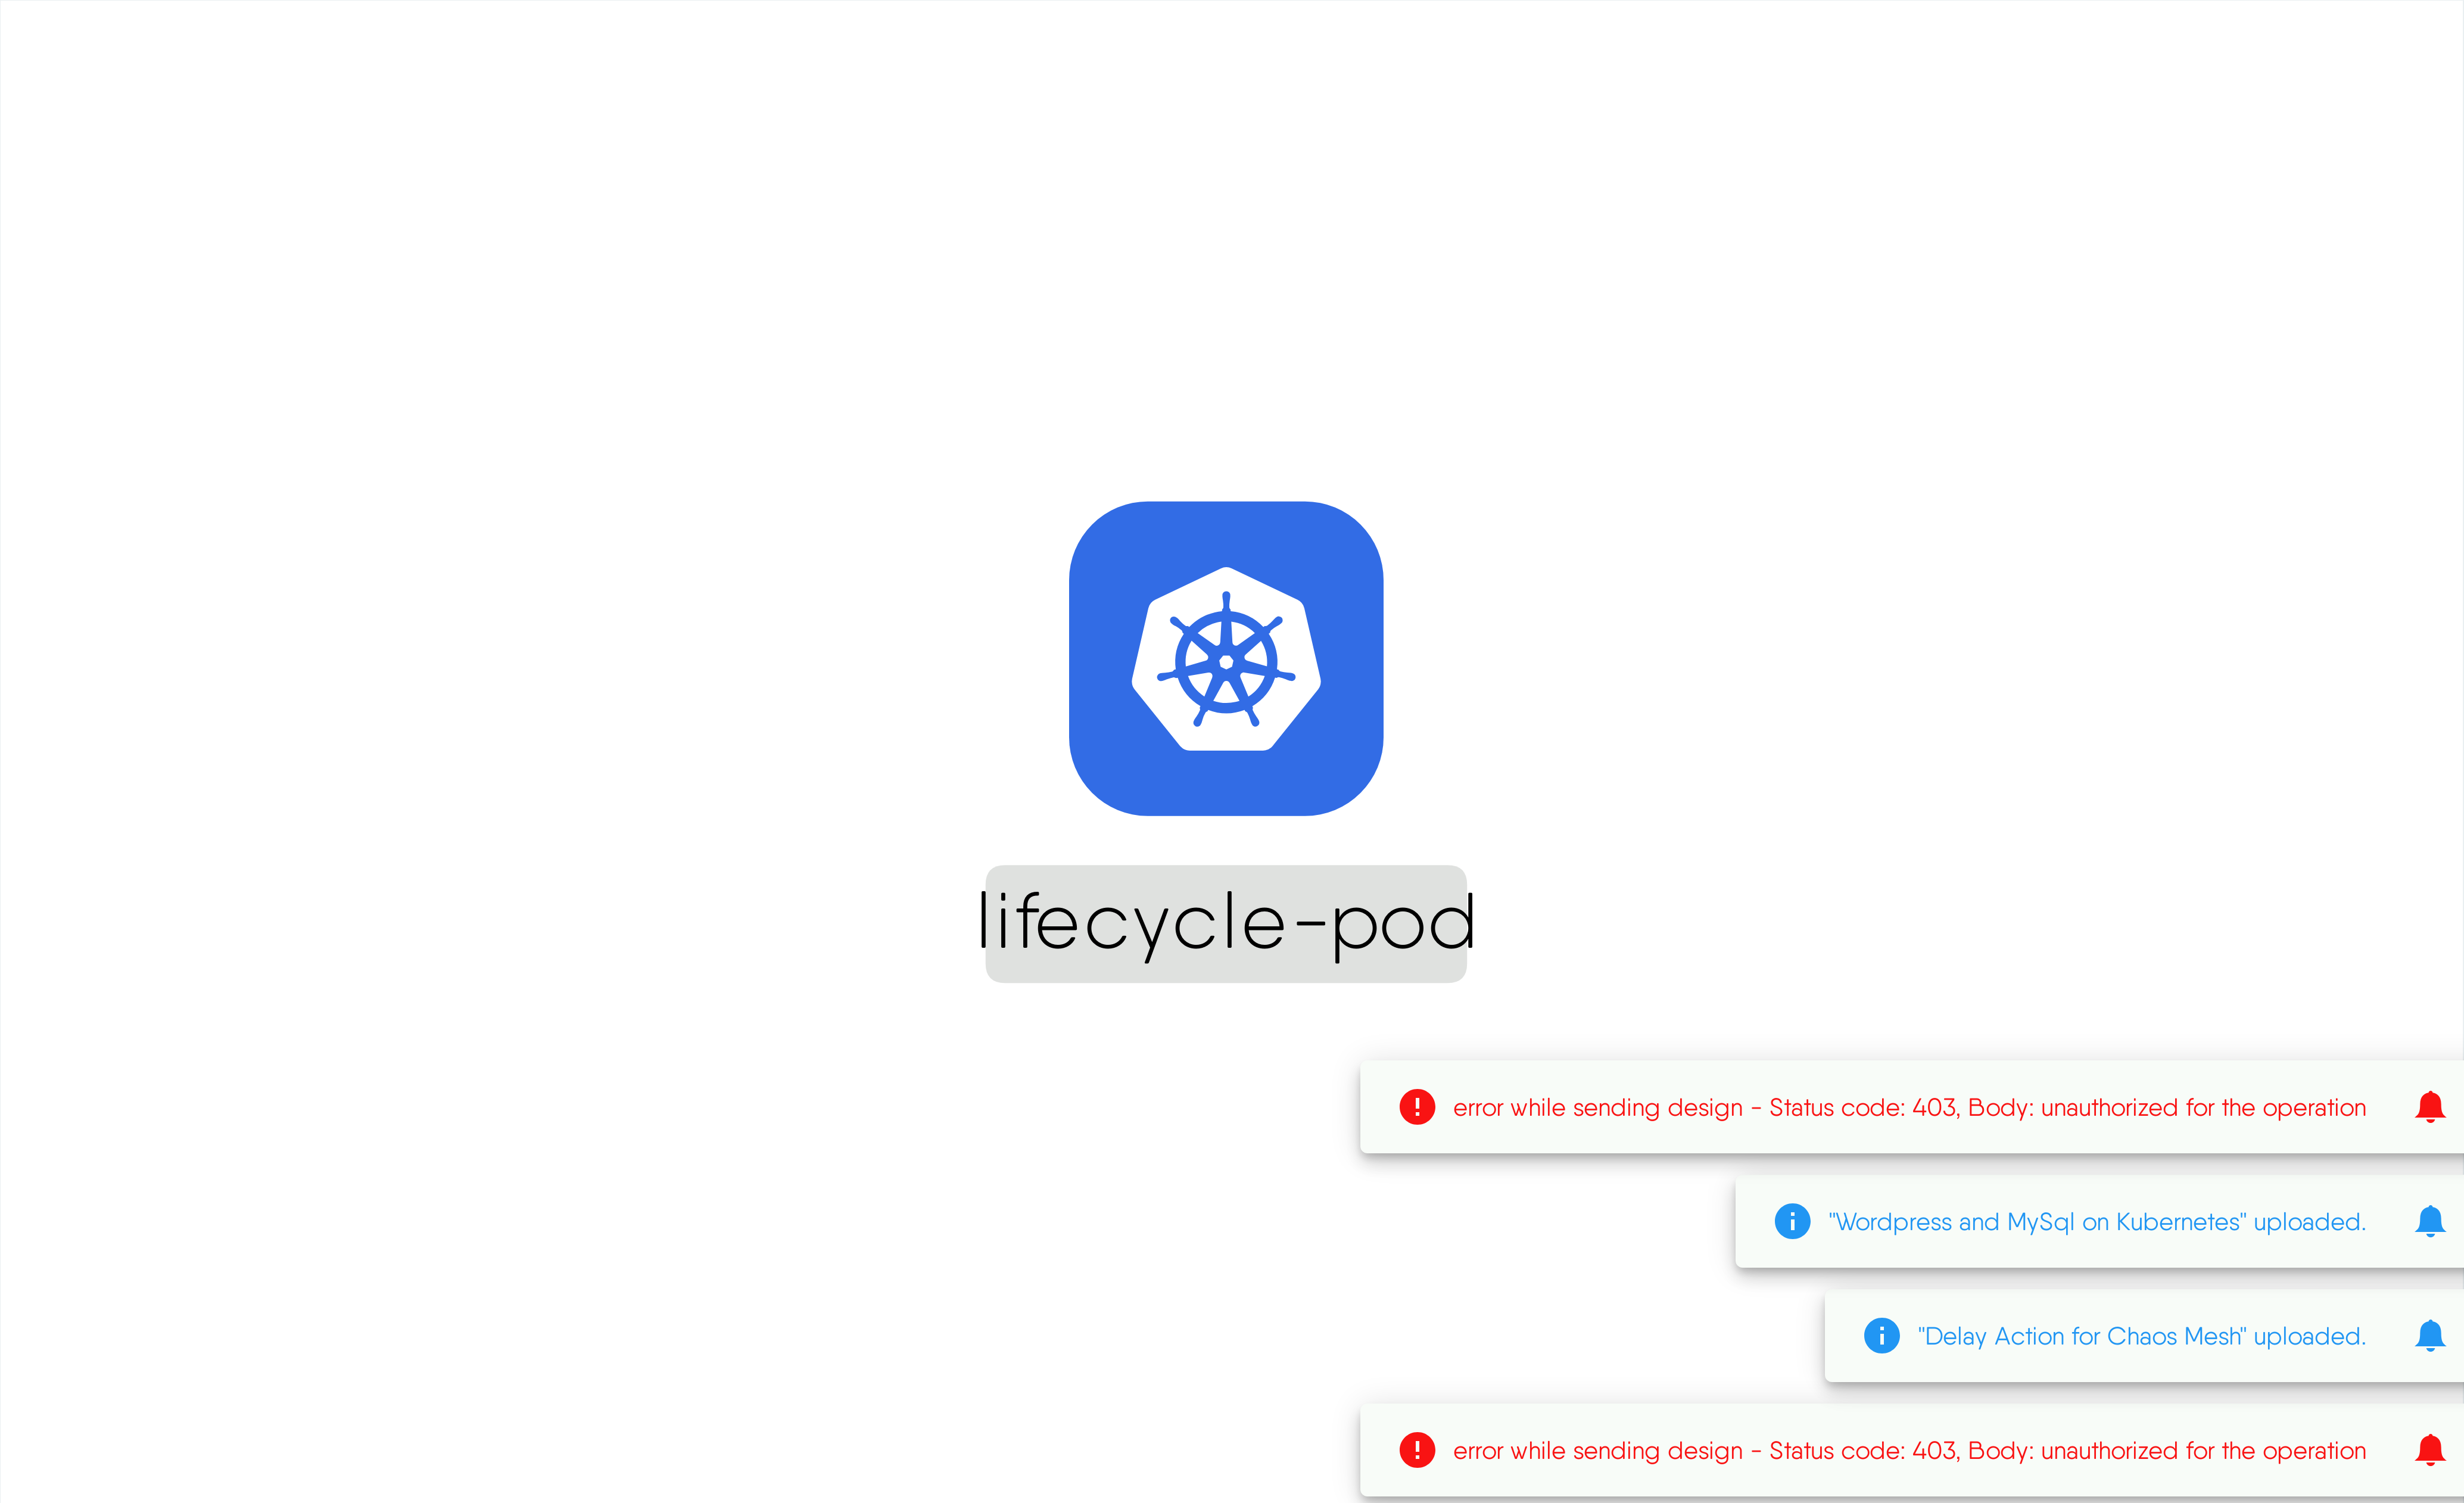 lifecycle-pod
error while sending design - Status code: 403, Body: unauthorized for the operation
"Wordpress and MySql on Kubernetes" uploaded.
"Delay Action for Chaos Mesh" uploaded.
error while sending design - Status code: 403, Body: unauthorized for the operation